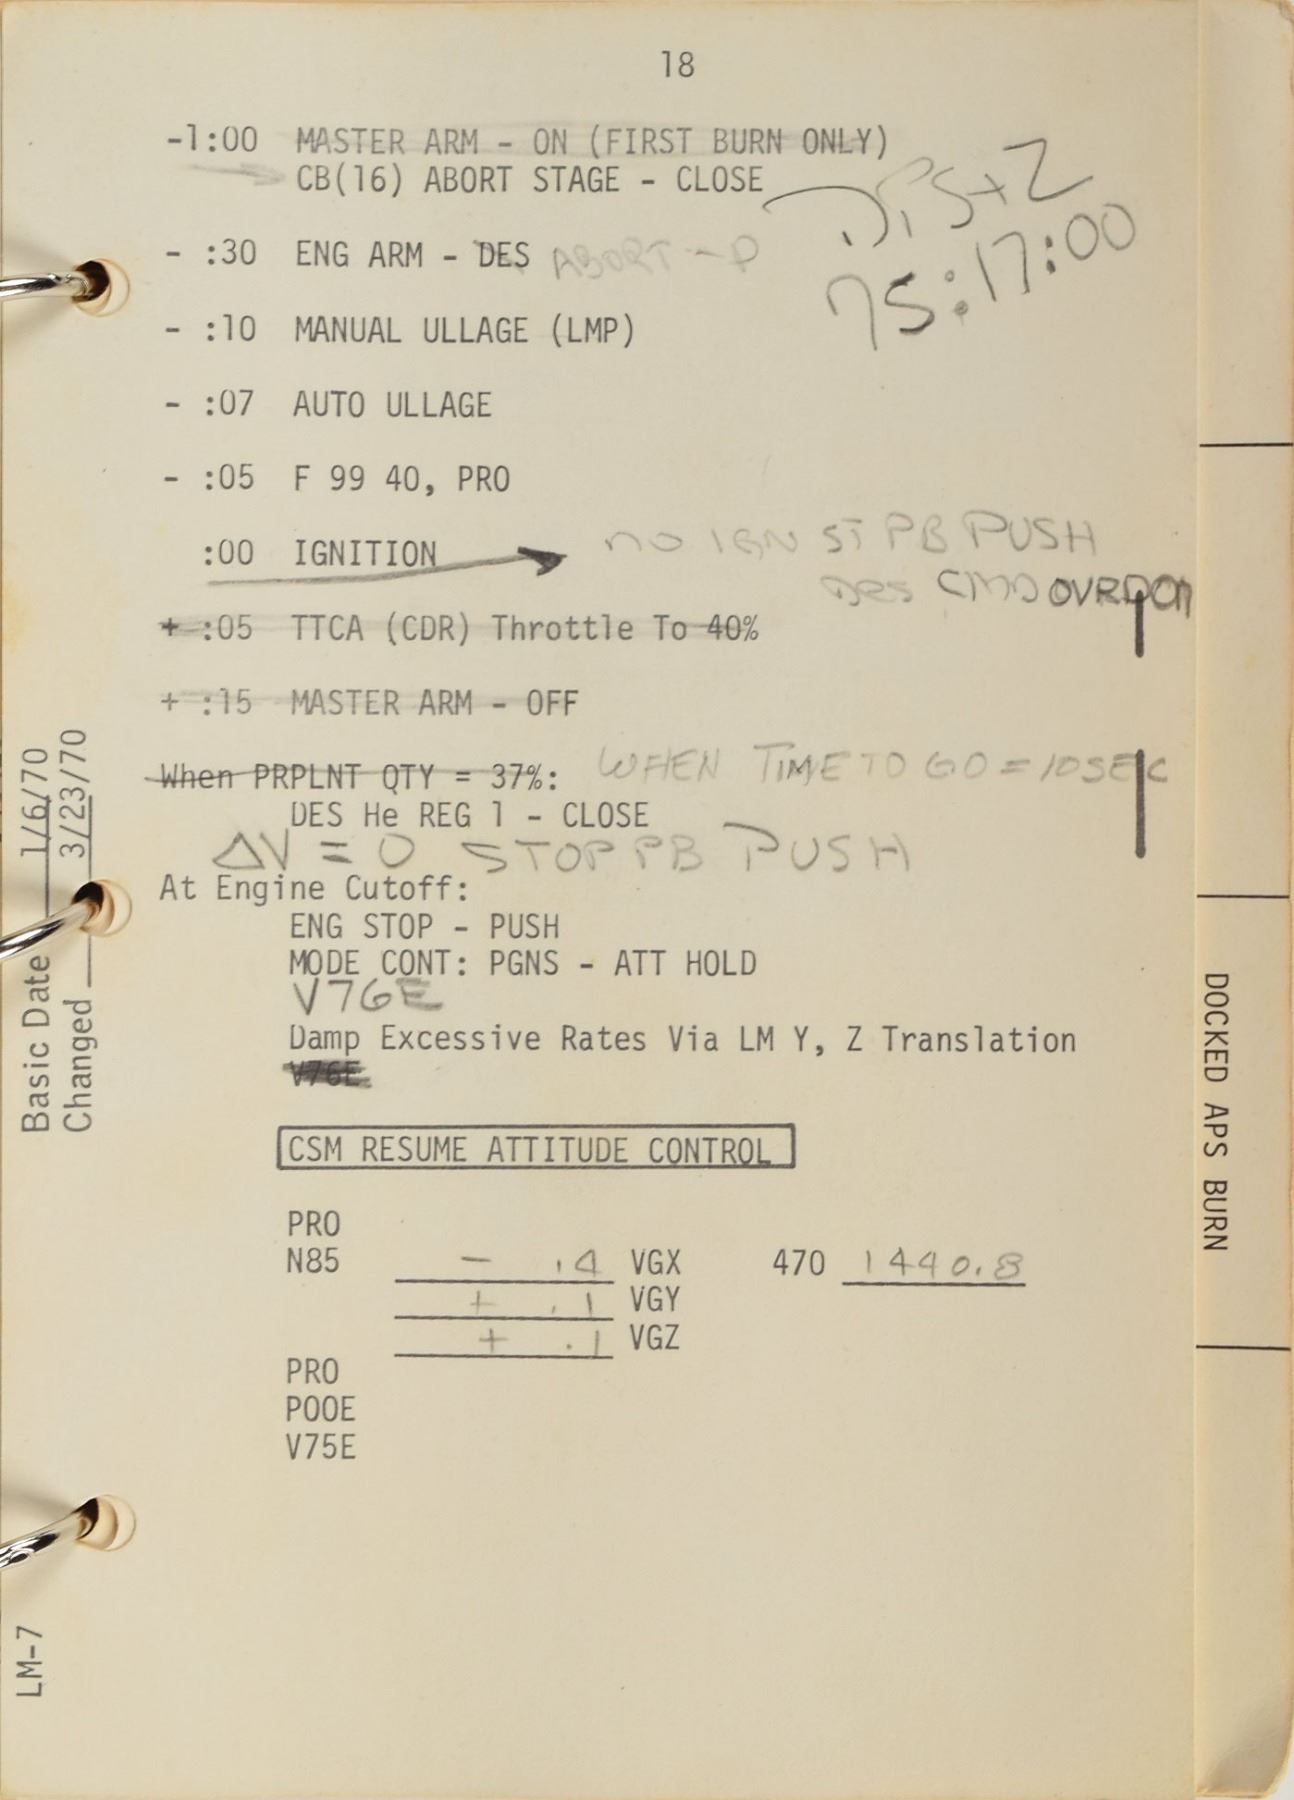 18
-1:00 MASTER ARM - ON (FIRST BURN ONLY)
CB(16) ABORT STAGE - CLOSE
DPS+Z
75:17:00
- :30 ENG ARM - DES ABORT - P
- :10 MANUAL ULLAGE (LMP)
- :07 AUTO ULLAGE
- :05 F 99 40, PRO
:00 IGNITION NO IGN ST PB PUSH
DES CMD OVRD ON
+ :05 TTCA (CDR) Throttle To 40%
+ :15 MASTER ARM - OFF
When PRPLNT QTY = 37%: WHEN TIME TO GO = 10 SEC
DES He REG 1 - CLOSE
ΔV = 0 STOP PB PUSH
At Engine Cutoff:
ENG STOP - PUSH
MODE CONT: PGNS - ATT HOLD
V76E
Damp Excessive Rates Via LM Y, Z Translation
V76E
CSM RESUME ATTITUDE CONTROL
PRO
N85 - .4 VGX 470 1440.8
+ .1 VGY
+ .1 VGZ
PRO
P00E
V75E
Basic Date 1/6/70
Changed 3/23/70
LM-7
DOCKED APS BURN